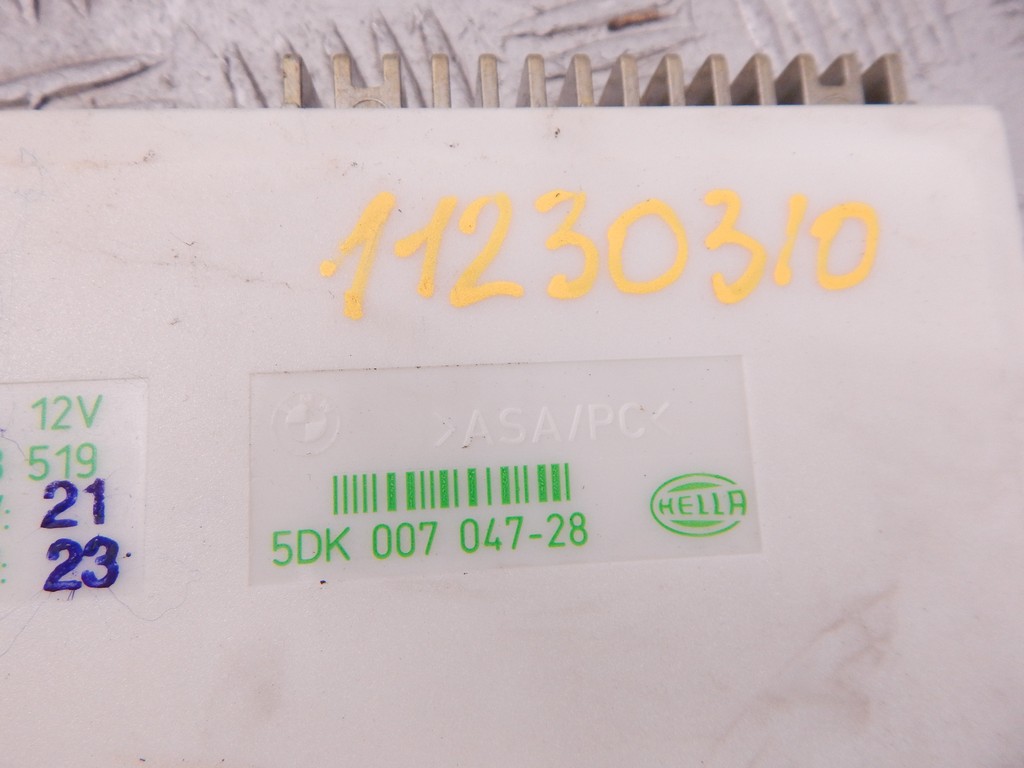 11230310
12V
519
21
23
>ASA/PC<
5DK 007 047-28
HELLA